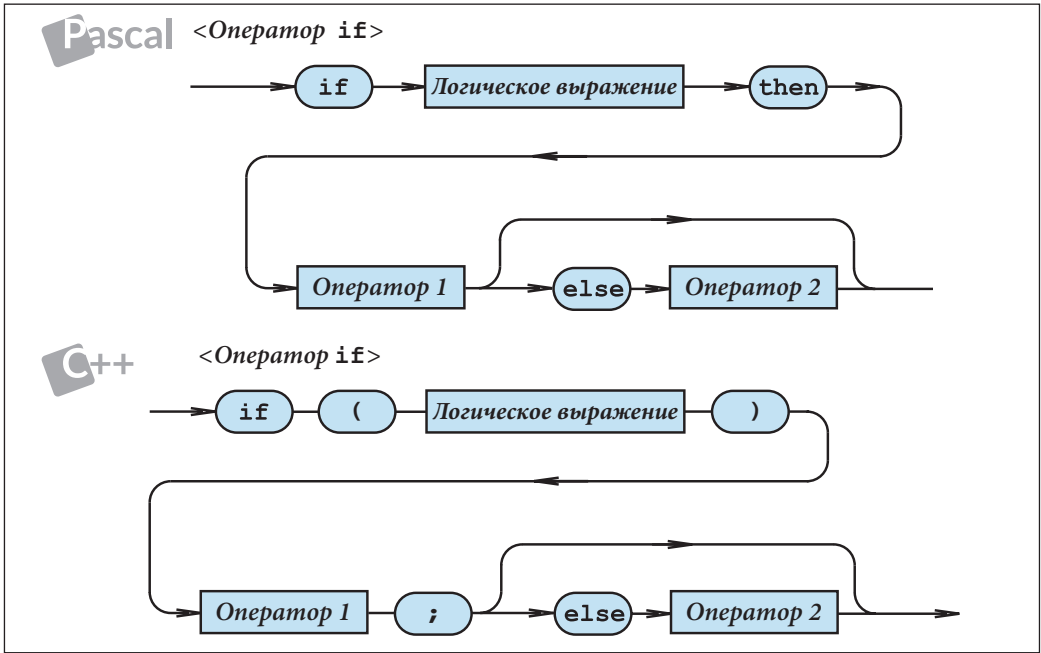 Pascal <Оператор if>
if Логическое выражение then
Оператор 1 else Оператор 2
C++ <Оператор if>
if ( Логическое выражение )
Оператор 1 ; else Оператор 2